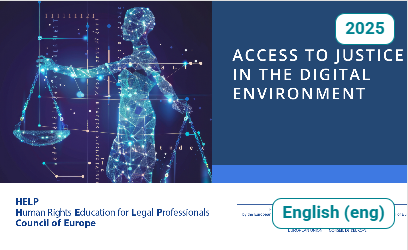 2025
ACCESS TO JUSTICE
IN THE DIGITAL
ENVIRONMENT
HELP
Human Rights Education for Legal Professionals
Council of Europe
English (eng)